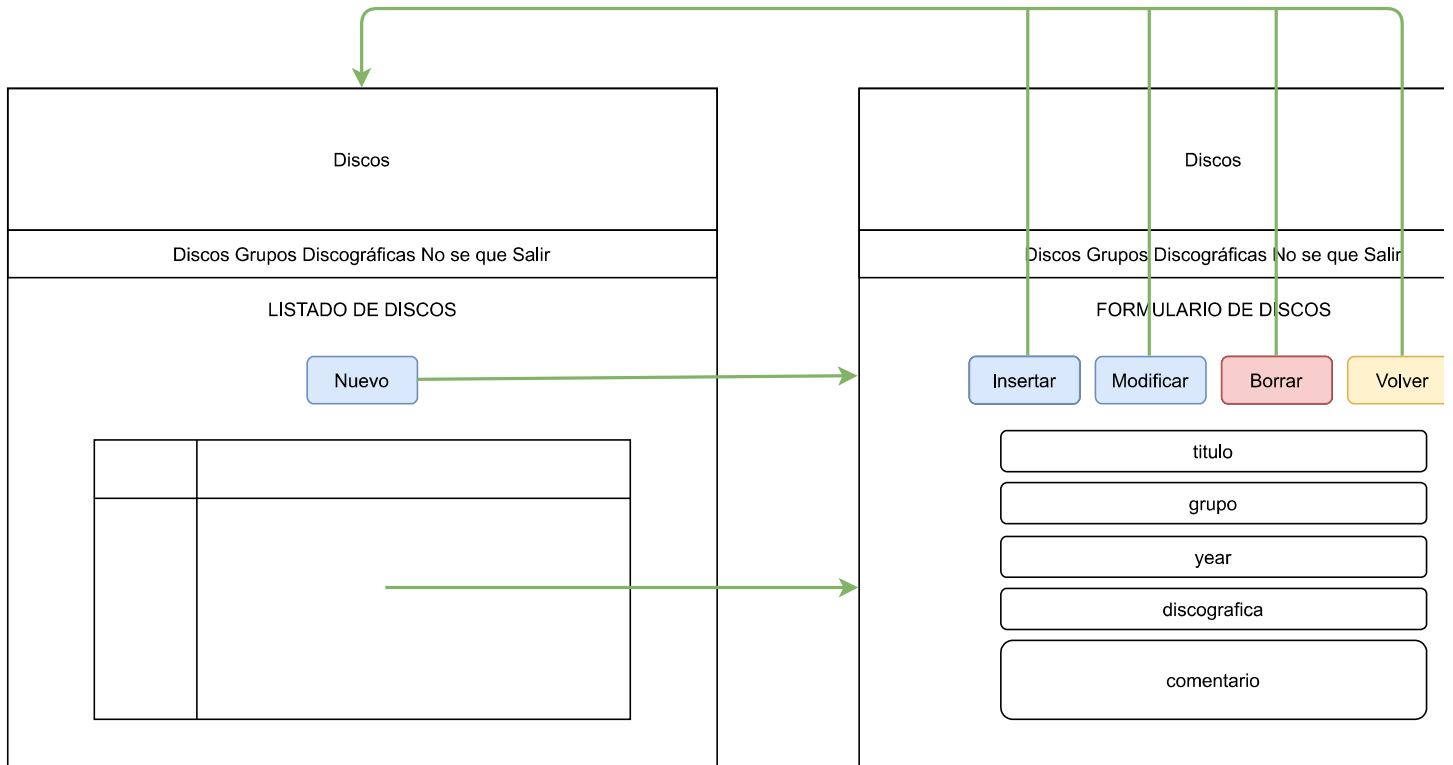 Discos
Discos Grupos Discográficas No se que Salir
LISTADO DE DISCOS
Nuevo
Discos
Discos Grupos Discográficas No se que Salir
FORMULARIO DE DISCOS
Insertar
Modificar
Borrar
Volver
titulo
grupo
year
discografica
comentario